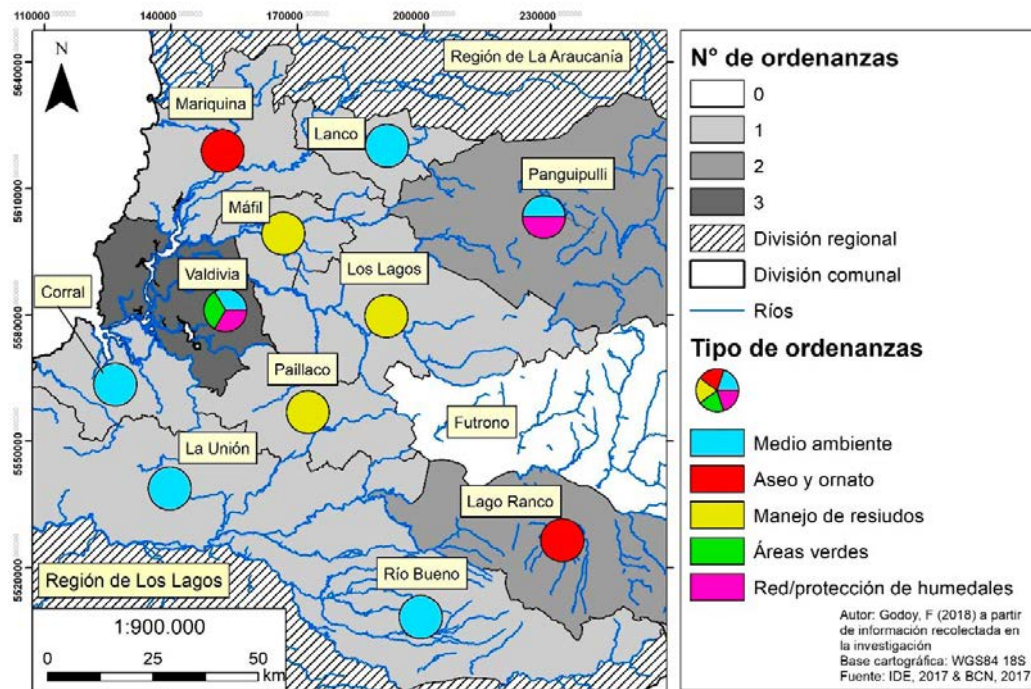 110000
140000
170000
200000
230000
5640000
5610000
5580000
5550000
5520000
N
Región de La Araucanía
Mariquina
Lanco
Panguipulli
Máfil
Los Lagos
Valdivia
Corral
Paillaco
Futrono
La Unión
Lago Ranco
Río Bueno
Región de Los Lagos
1:900.000
0 25 50
km
N° de ordenanzas
0
1
2
3
División regional
División comunal
Ríos
Tipo de ordenanzas
Medio ambiente
Aseo y ornato
Manejo de resiudos
Áreas verdes
Red/protección de humedales
Autor: Godoy, F (2018) a partir
de información recolectada en
la investigación
Base cartográfica: WGS84 18S
Fuente: IDE, 2017 & BCN, 2017